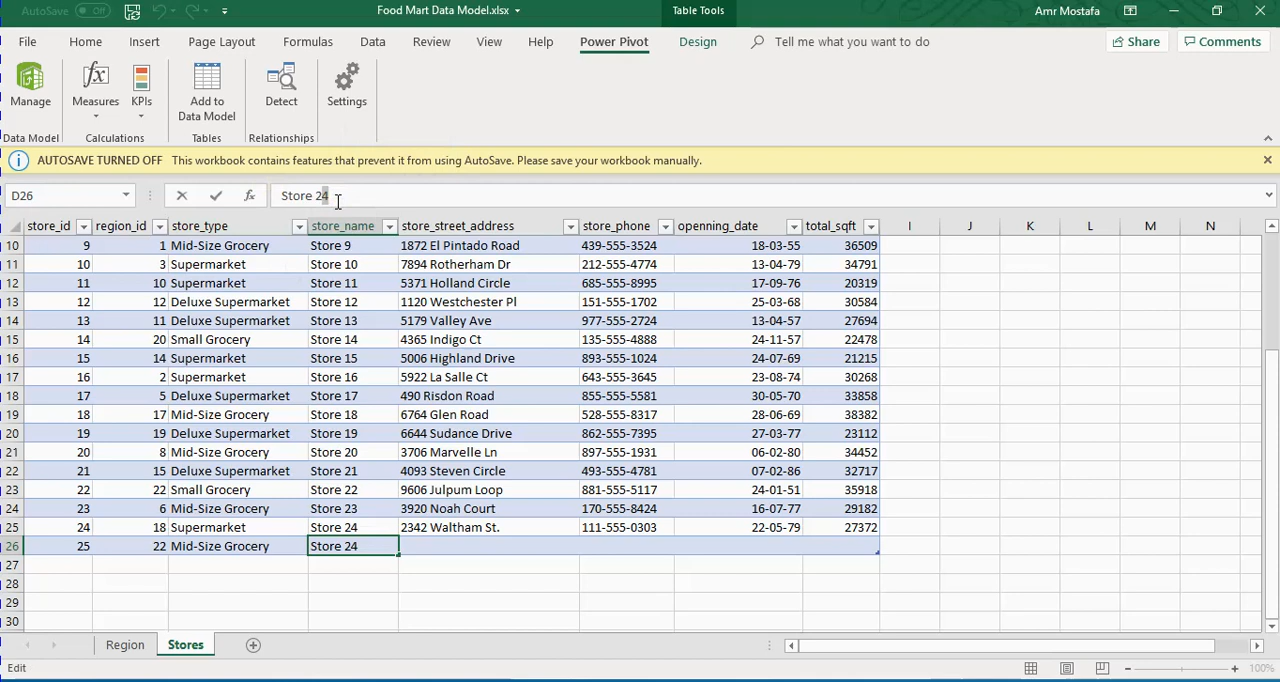 AutoSave Off Food Mart Data Model.xlsx Table Tools Amr Mostafa
File Home Insert Page Layout Formulas Data Review View Help Power Pivot Design Tell me what you want to do Share Comments
Manage Measures KPIs Add to Data Model Detect Settings
Data Model Calculations Tables Relationships
AUTOSAVE TURNED OFF This workbook contains features that prevent it from using AutoSave. Please save your workbook manually.
D26 fx Store 24
store_id region_id store_type store_name store_street_address store_phone openning_date total_sqft I J K L M N
10 9 1 Mid-Size Grocery Store 9 1872 El Pintado Road 439-555-3524 18-03-55 36509
11 10 3 Supermarket Store 10 7894 Rotherham Dr 212-555-4774 13-04-79 34791
12 11 10 Supermarket Store 11 5371 Holland Circle 685-555-8995 17-09-76 20319
13 12 12 Deluxe Supermarket Store 12 1120 Westchester Pl 151-555-1702 25-03-68 30584
14 13 11 Deluxe Supermarket Store 13 5179 Valley Ave 977-555-2724 13-04-57 27694
15 14 20 Small Grocery Store 14 4365 Indigo Ct 135-555-4888 24-11-57 22478
16 15 14 Supermarket Store 15 5006 Highland Drive 893-555-1024 24-07-69 21215
17 16 2 Supermarket Store 16 5922 La Salle Ct 643-555-3645 23-08-74 30268
18 17 5 Deluxe Supermarket Store 17 490 Risdon Road 855-555-5581 30-05-70 33858
19 18 17 Mid-Size Grocery Store 18 6764 Glen Road 528-555-8317 28-06-69 38382
20 19 19 Deluxe Supermarket Store 19 6644 Sudance Drive 862-555-7395 27-03-77 23112
21 20 8 Mid-Size Grocery Store 20 3706 Marvelle Ln 897-555-1931 06-02-80 34452
22 21 15 Deluxe Supermarket Store 21 4093 Steven Circle 493-555-4781 07-02-86 32717
23 22 22 Small Grocery Store 22 9606 Julpum Loop 881-555-5117 24-01-51 35918
24 23 6 Mid-Size Grocery Store 23 3920 Noah Court 170-555-8424 16-07-77 29182
25 24 18 Supermarket Store 24 2342 Waltham St. 111-555-0303 22-05-79 27372
26 25 22 Mid-Size Grocery Store 24
27
28
29
30
Region Stores
Edit 100%